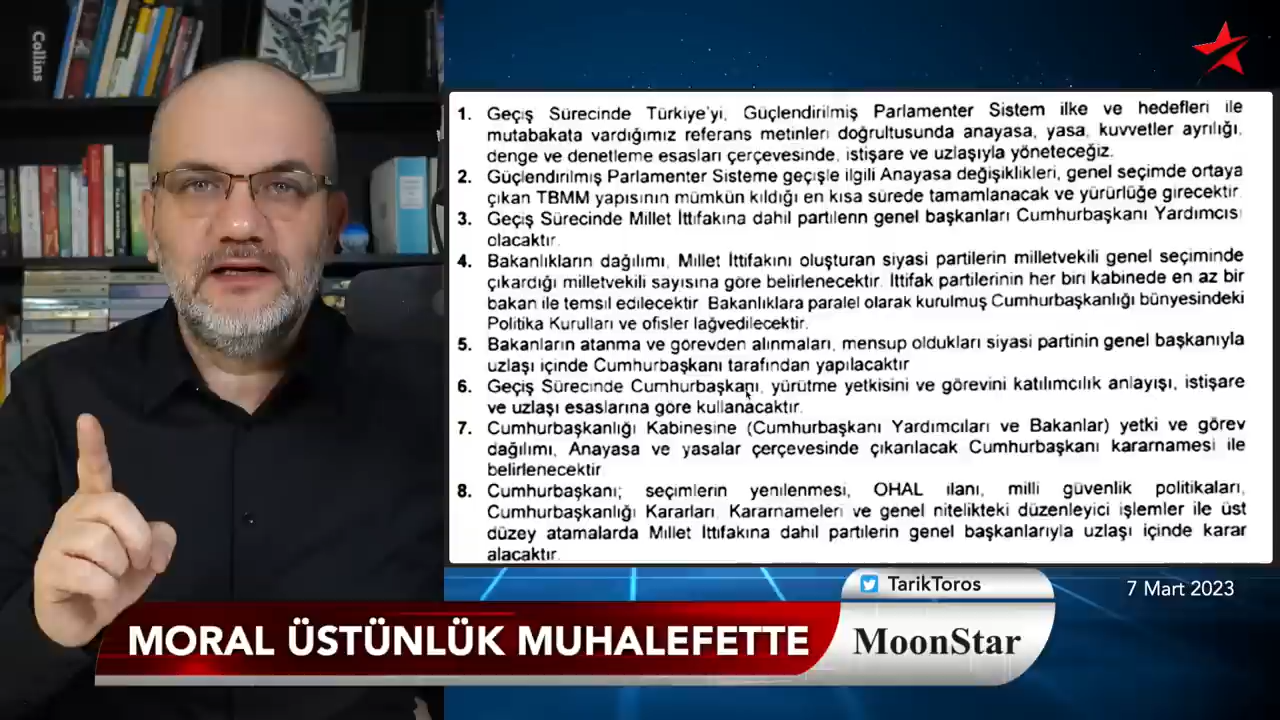 Collins
1. Geçiş Sürecinde Türkiye'yi, Güçlendirilmiş Parlamenter Sistem ilke ve hedefleri ile
mutabakata vardığımız referans metinleri doğrultusunda anayasa, yasa, kuvvetler ayrılığı,
denge ve denetleme esasları çerçevesinde, istişare ve uzlaşıyla yöneteceğiz.
2. Güçlendirilmiş Parlamenter Sisteme geçişle ilgili Anayasa değişiklikleri, genel seçimde ortaya
çıkan TBMM yapısının mümkün kıldığı en kısa sürede tamamlanacak ve yürürlüğe girecektir.
3. Geçiş Sürecinde Millet İttifakına dahil partilerin genel başkanları Cumhurbaşkanı Yardımcısı
olacaktır.
4. Bakanlıkların dağılımı, Millet İttifakını oluşturan siyasi partilerin milletvekili genel seçiminde
çıkardığı milletvekili sayısına göre belirlenecektir. İttifak partilerinin her biri kabinede en az bir
bakan ile temsil edilecektir. Bakanlıklara paralel olarak kurulmuş Cumhurbaşkanlığı bünyesindeki
Politika Kurulları ve ofisler lağvedilecektir.
5. Bakanların atanma ve görevden alınmaları, mensup oldukları siyasi partinin genel başkanıyla
uzlaşı içinde Cumhurbaşkanı tarafından yapılacaktır
6. Geçiş Sürecinde Cumhurbaşkanı, yürütme yetkisini ve görevini katılımcılık anlayışı, istişare
ve uzlaşı esaslarına göre kullanacaktır.
7. Cumhurbaşkanlığı Kabinesine (Cumhurbaşkanı Yardımcıları ve Bakanlar) yetki ve görev
dağılımı, Anayasa ve yasalar çerçevesinde çıkarılacak Cumhurbaşkanı kararnamesi ile
belirlenecektir
8. Cumhurbaşkanı; seçimlerin yenilenmesi, OHAL ilanı, milli güvenlik politikaları,
Cumhurbaşkanlığı Kararları, Kararnameleri ve genel nitelikteki düzenleyici işlemler ile üst
düzey atamalarda Millet İttifakına dahil partilerin genel başkanlarıyla uzlaşı içinde karar
alacaktır.
TarikToros
7 Mart 2023
MORAL ÜSTÜNLÜK MUHALEFETTE
MoonStar